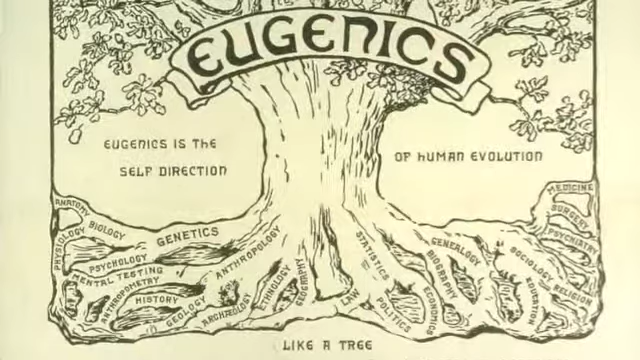 EUGENICS
EUGENICS IS THE
SELF DIRECTION
OF HUMAN EVOLUTION
ANATOMY
PHYSIOLOGY
BIOLOGY
PSYCHOLOGY
MENTAL TESTING
ANTHROPOMETRY
HISTORY
GEOLOGY
ARCHÆOLOGY
GENETICS
ANTHROPOLOGY
ETHNOLOGY
GEOGRAPHY
LAW
STATISTICS
POLITICS
ECONOMICS
BIOGRAPHY
GENEALOGY
EDUCATION
SOCIOLOGY
RELIGION
PSYCHIATRY
SURGERY
MEDICINE
LIKE A TREE